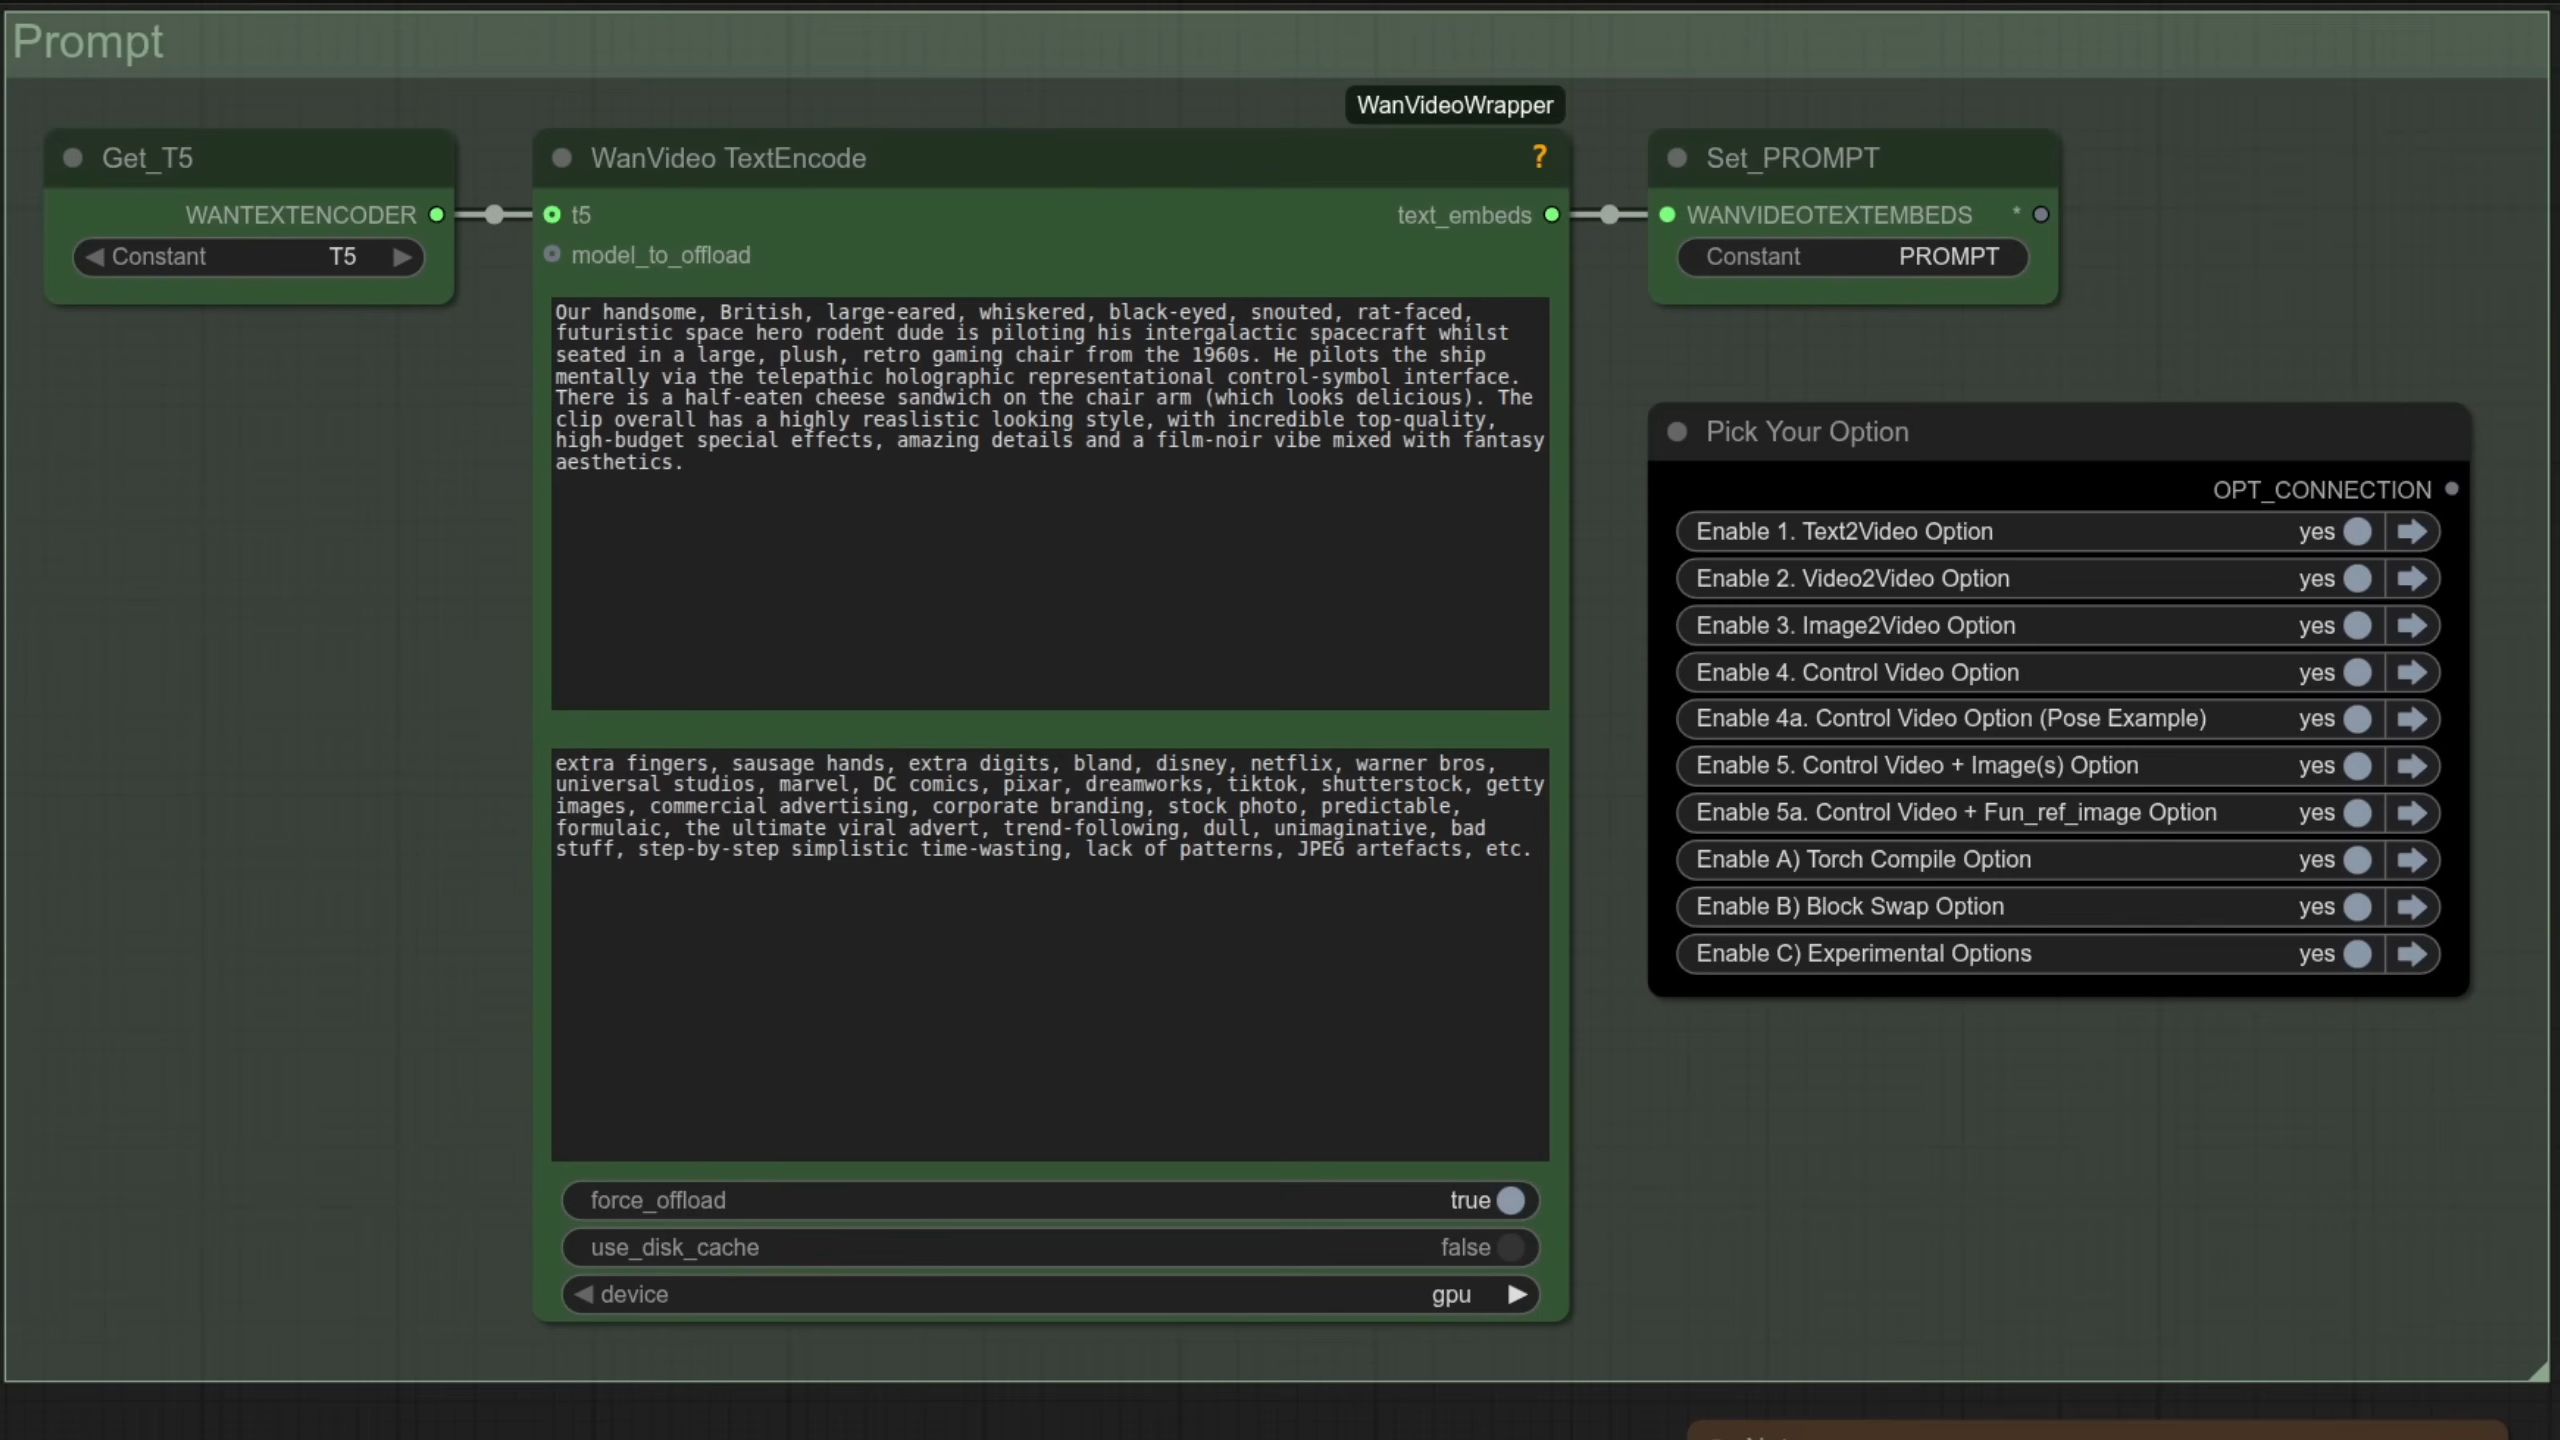 Prompt
WanVideoWrapper
Get_T5
WANTEXTENCODER
Constant T5
WanVideo TextEncode ?
t5 text_embeds
model_to_offload
Our handsome, British, large-eared, whiskered, black-eyed, snouted, rat-faced,
futuristic space hero rodent dude is piloting his intergalactic spacecraft whilst
seated in a large, plush, retro gaming chair from the 1960s. He pilots the ship
mentally via the telepathic holographic representational control-symbol interface.
There is a half-eaten cheese sandwich on the chair arm (which looks delicious). The
clip overall has a highly reaslistic looking style, with incredible top-quality,
high-budget special effects, amazing details and a film-noir vibe mixed with fantasy
aesthetics.
extra fingers, sausage hands, extra digits, bland, disney, netflix, warner bros,
universal studios, marvel, DC comics, pixar, dreamworks, tiktok, shutterstock, getty
images, commercial advertising, corporate branding, stock photo, predictable,
formulaic, the ultimate viral advert, trend-following, dull, unimaginative, bad
stuff, step-by-step simplistic time-wasting, lack of patterns, JPEG artefacts, etc.
force_offload true
use_disk_cache false
device gpu
Set_PROMPT
WANVIDEOTEXTEMBEDS *
Constant PROMPT
Pick Your Option
OPT_CONNECTION
Enable 1. Text2Video Option yes
Enable 2. Video2Video Option yes
Enable 3. Image2Video Option yes
Enable 4. Control Video Option yes
Enable 4a. Control Video Option (Pose Example) yes
Enable 5. Control Video + Image(s) Option yes
Enable 5a. Control Video + Fun_ref_image Option yes
Enable A) Torch Compile Option yes
Enable B) Block Swap Option yes
Enable C) Experimental Options yes